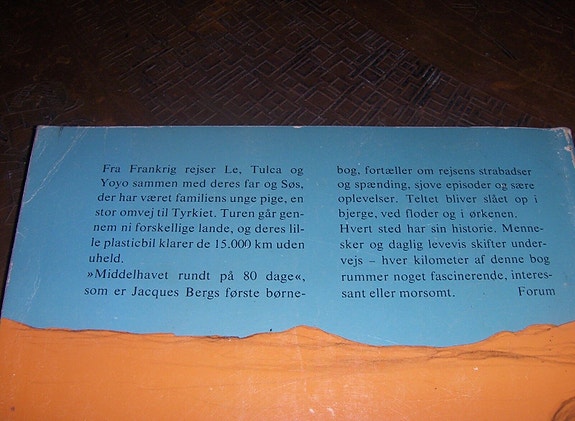 Fra Frankrig rejser Le, Tulca og
Yoyo sammen med deres far og Søs,
der har været familiens unge pige, en
stor omvej til Tyrkiet. Turen går gen-
nem ni forskellige lande, og deres lil-
le plasticbil klarer de 15.000 km uden
uheld.
»Middelhavet rundt på 80 dage«,
som er Jacques Bergs første børne-
bog, fortæller om rejsens strabadser
og spænding, sjove episoder og sære
oplevelser. Teltet bliver slået op i
bjerge, ved floder og i ørkenen.
Hvert sted har sin historie. Menne-
sker og daglig levevis skifter under-
vejs – hver kilometer af denne bog
rummer noget fascinerende, interes-
sant eller morsomt. Forum